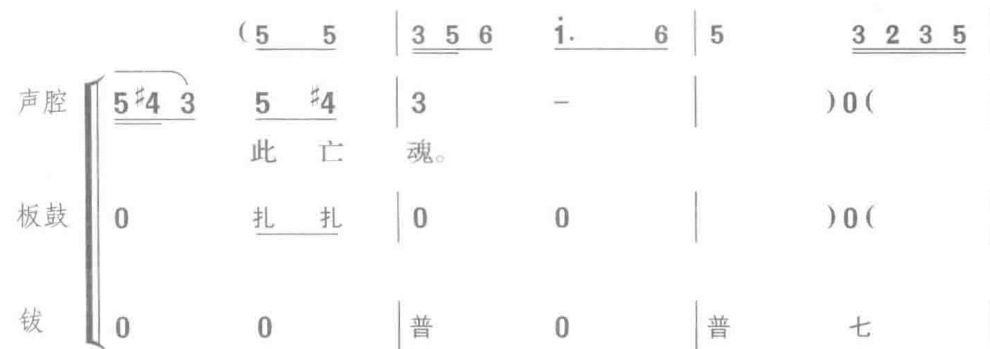 (5 5 | 3 5 6 i. 6 | 5 3 2 3 5
声腔 5 #4 3 5 #4 | 3 - | )0(
此 亡 魂。
板鼓 0 扎 扎 | 0 0 | )0(
钹 0 0 | 普 0 | 普 七